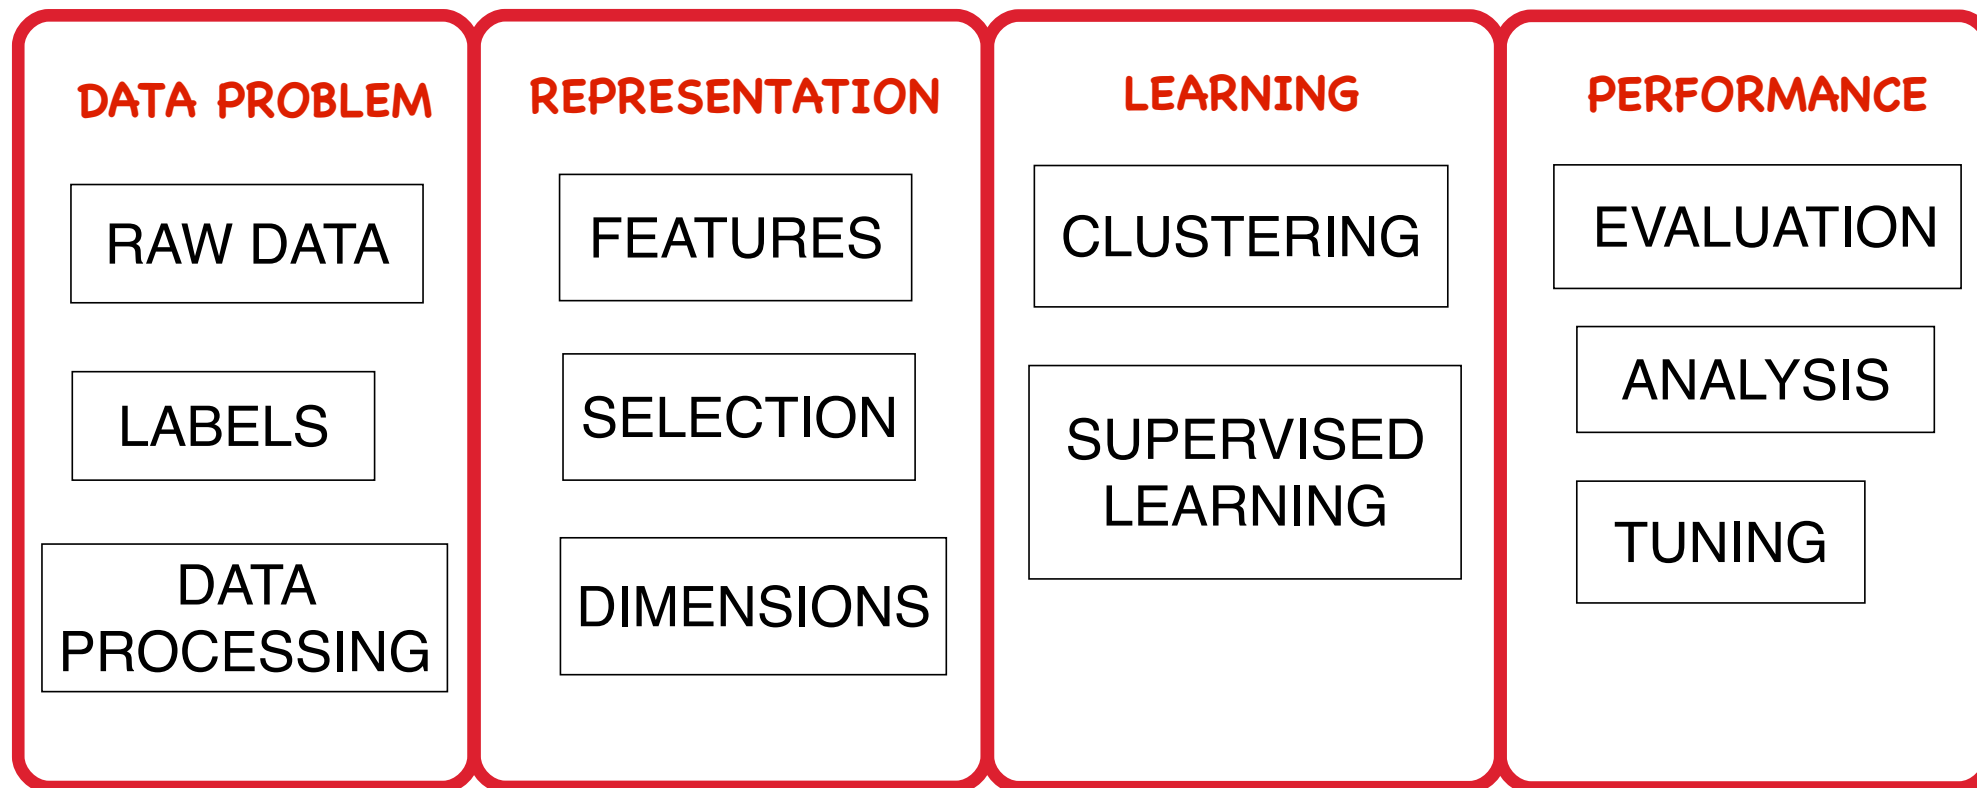 DATA PROBLEM
RAW DATA
LABELS
DATA
PROCESSING
REPRESENTATION
FEATURES
SELECTION
DIMENSIONS
LEARNING
CLUSTERING
SUPERVISED
LEARNING
PERFORMANCE
EVALUATION
ANALYSIS
TUNING